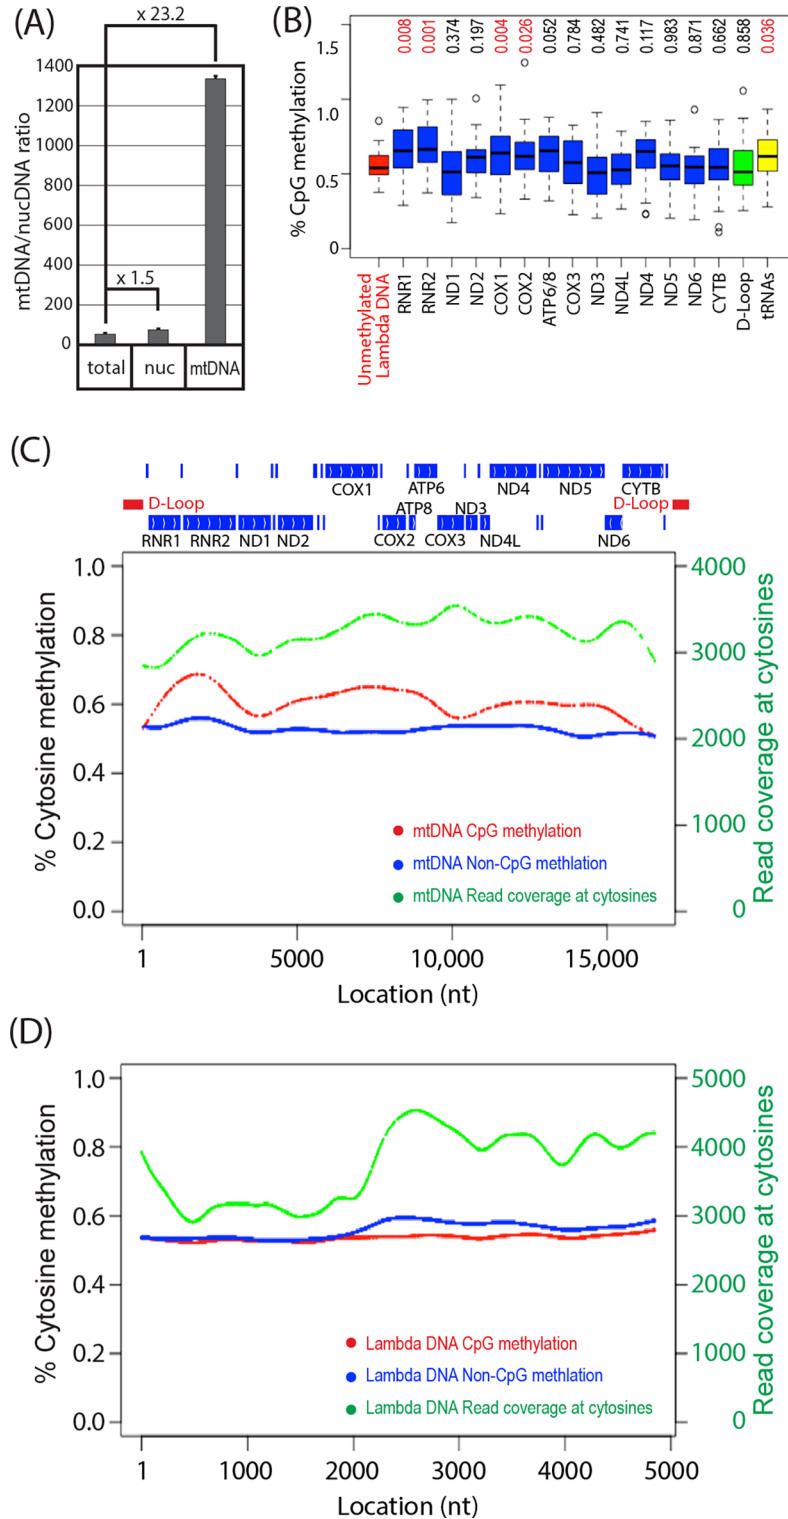 (A)
x 23.2
mtDNA/nucDNA ratio
1400
1200
1000
800
600
400
200
0
x 1.5
total
nuc
mtDNA
(B)
0.008
0.001
0.374
0.197
0.004
0.026
0.052
0.784
0.482
0.741
0.117
0.983
0.871
0.662
0.858
0.036
% CpG methylation
1.5
1.0
0.5
0
Unmethylated
Lambda DNA
RNR1
RNR2
ND1
ND2
COX1
COX2
ATP6/8
COX3
ND3
ND4L
ND4
ND5
ND6
CYTB
D-Loop
tRNAs
(C)
COX1
ATP6
ND4
ND5
CYTB
D-Loop
ATP8
ND3
D-Loop
RNR1
RNR2
ND1
ND2
COX2
COX3
ND4L
ND6
% Cytosine methylation
1.0
0.8
0.6
0.4
0.2
0.0
4000
3000
2000
1000
0
Read coverage at cytosines
mtDNA CpG methylation
mtDNA Non-CpG methlation
mtDNA Read coverage at cytosines
1
5000
10,000
15,000
Location (nt)
(D)
% Cytosine methylation
1.0
0.8
0.6
0.4
0.2
0.0
5000
4000
3000
2000
1000
0
Read coverage at cytosines
Lambda DNA CpG methylation
Lambda DNA Non-CpG methlation
Lambda DNA Read coverage at cytosines
1
1000
2000
3000
4000
5000
Location (nt)